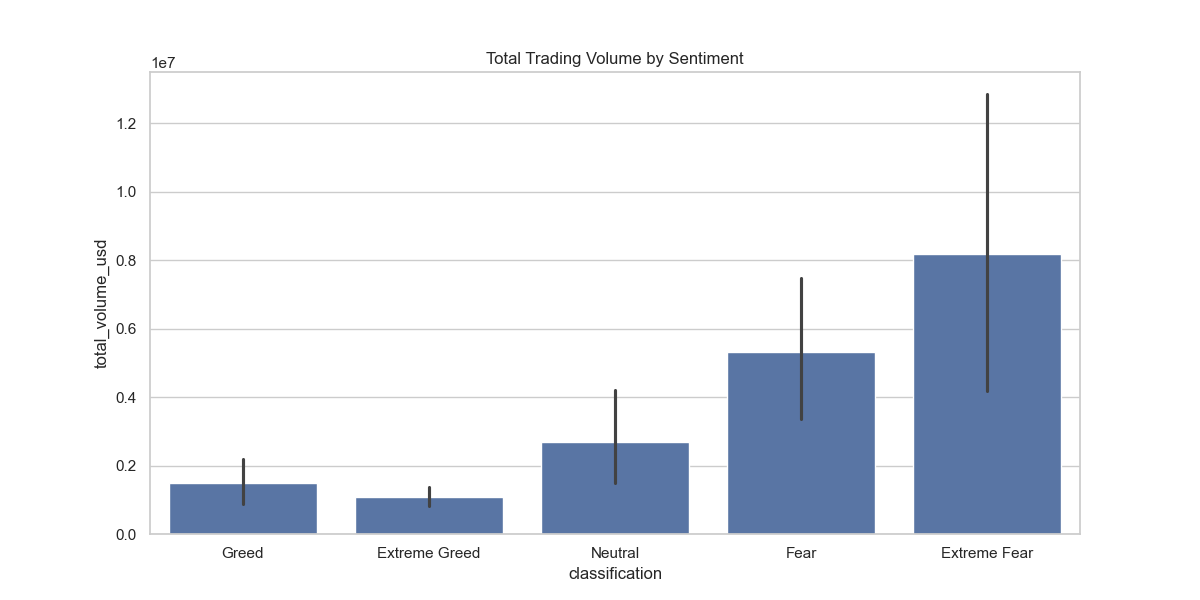 Total Trading Volume by Sentiment
1e7
1.2
1.0
0.8
0.6
0.4
0.2
0.0
total_volume_usd
Greed
Extreme Greed
Neutral
Fear
Extreme Fear
classification